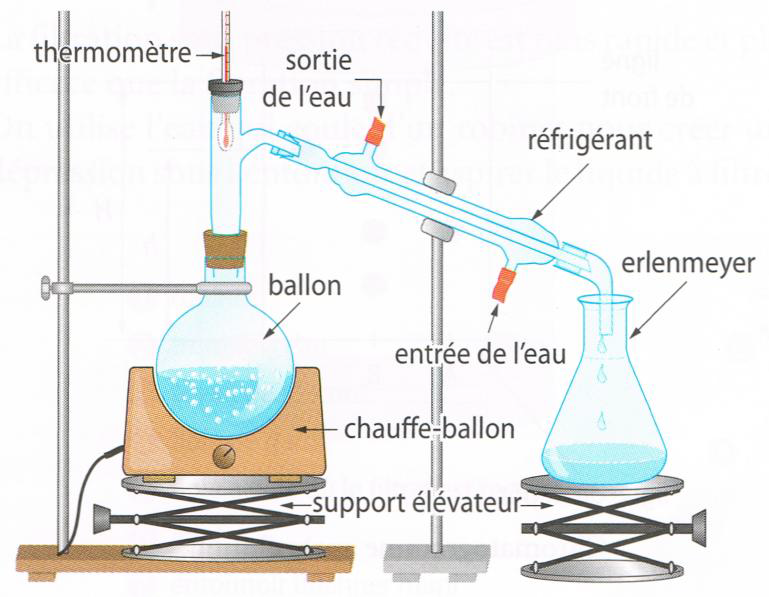 thermomètre
sortie
de l'eau
réfrigérant
erlenmeyer
ballon
entrée de l'eau
chauffe-ballon
support élévateur